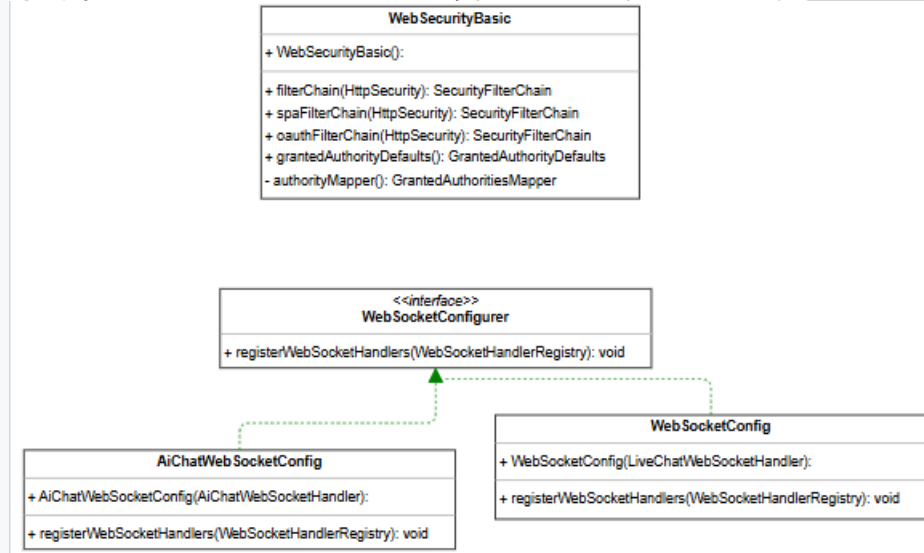 WebSecurityBasic
+ WebSecurityBasic():
+ filterChain(HttpSecurity): SecurityFilterChain
+ spaFilterChain(HttpSecurity): SecurityFilterChain
+ oauthFilterChain(HttpSecurity): SecurityFilterChain
+ grantedAuthorityDefaults(): GrantedAuthorityDefaults
- authorityMapper(): GrantedAuthoritiesMapper
<<interface>>
WebSocketConfigurer
+ registerWebSocketHandlers(WebSocketHandlerRegistry): void
AiChatWebSocketConfig
+ AiChatWebSocketConfig(AiChatWebSocketHandler):
+ registerWebSocketHandlers(WebSocketHandlerRegistry): void
WebSocketConfig
+ WebSocketConfig(LiveChatWebSocketHandler):
+ registerWebSocketHandlers(WebSocketHandlerRegistry): void